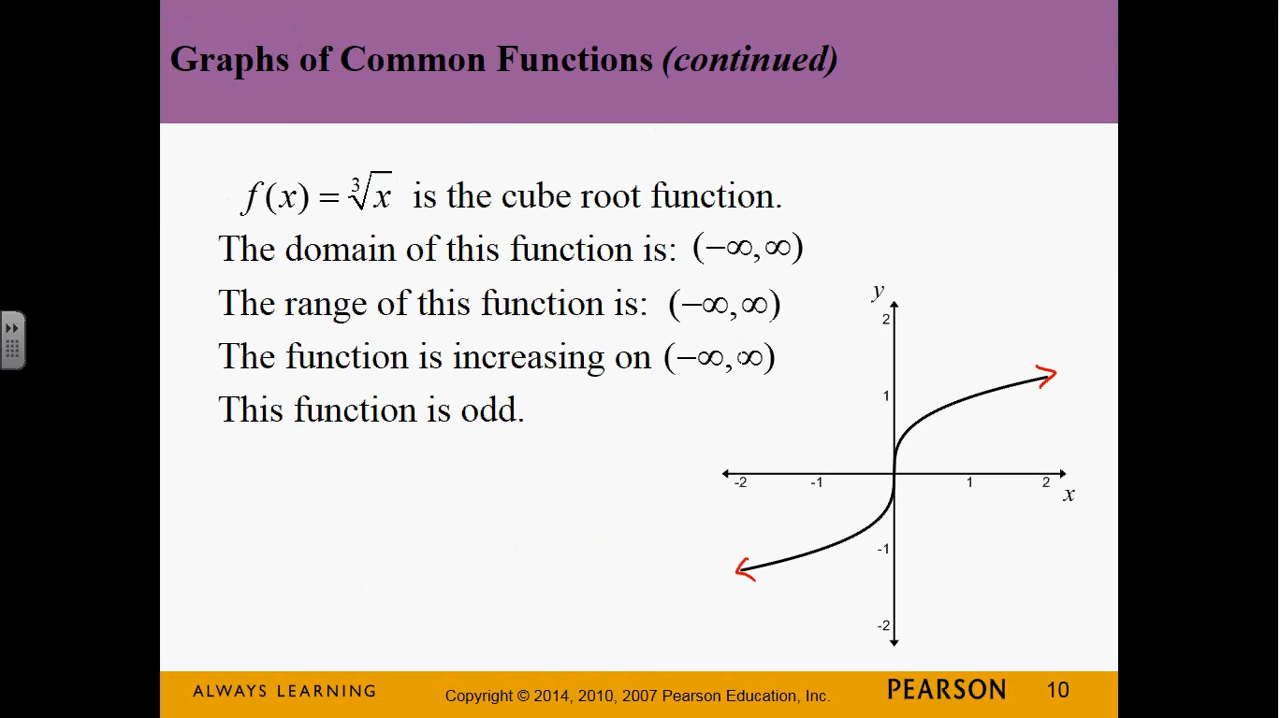 Graphs of Common Functions (continued)
f(x) = ∛x is the cube root function.
The domain of this function is: (−∞,∞)
The range of this function is: (−∞,∞)
The function is increasing on (−∞,∞)
This function is odd.
y
2
1
-2 -1 1 2
x
-1
-2
ALWAYS LEARNING
Copyright © 2014, 2010, 2007 Pearson Education, Inc.
PEARSON
10